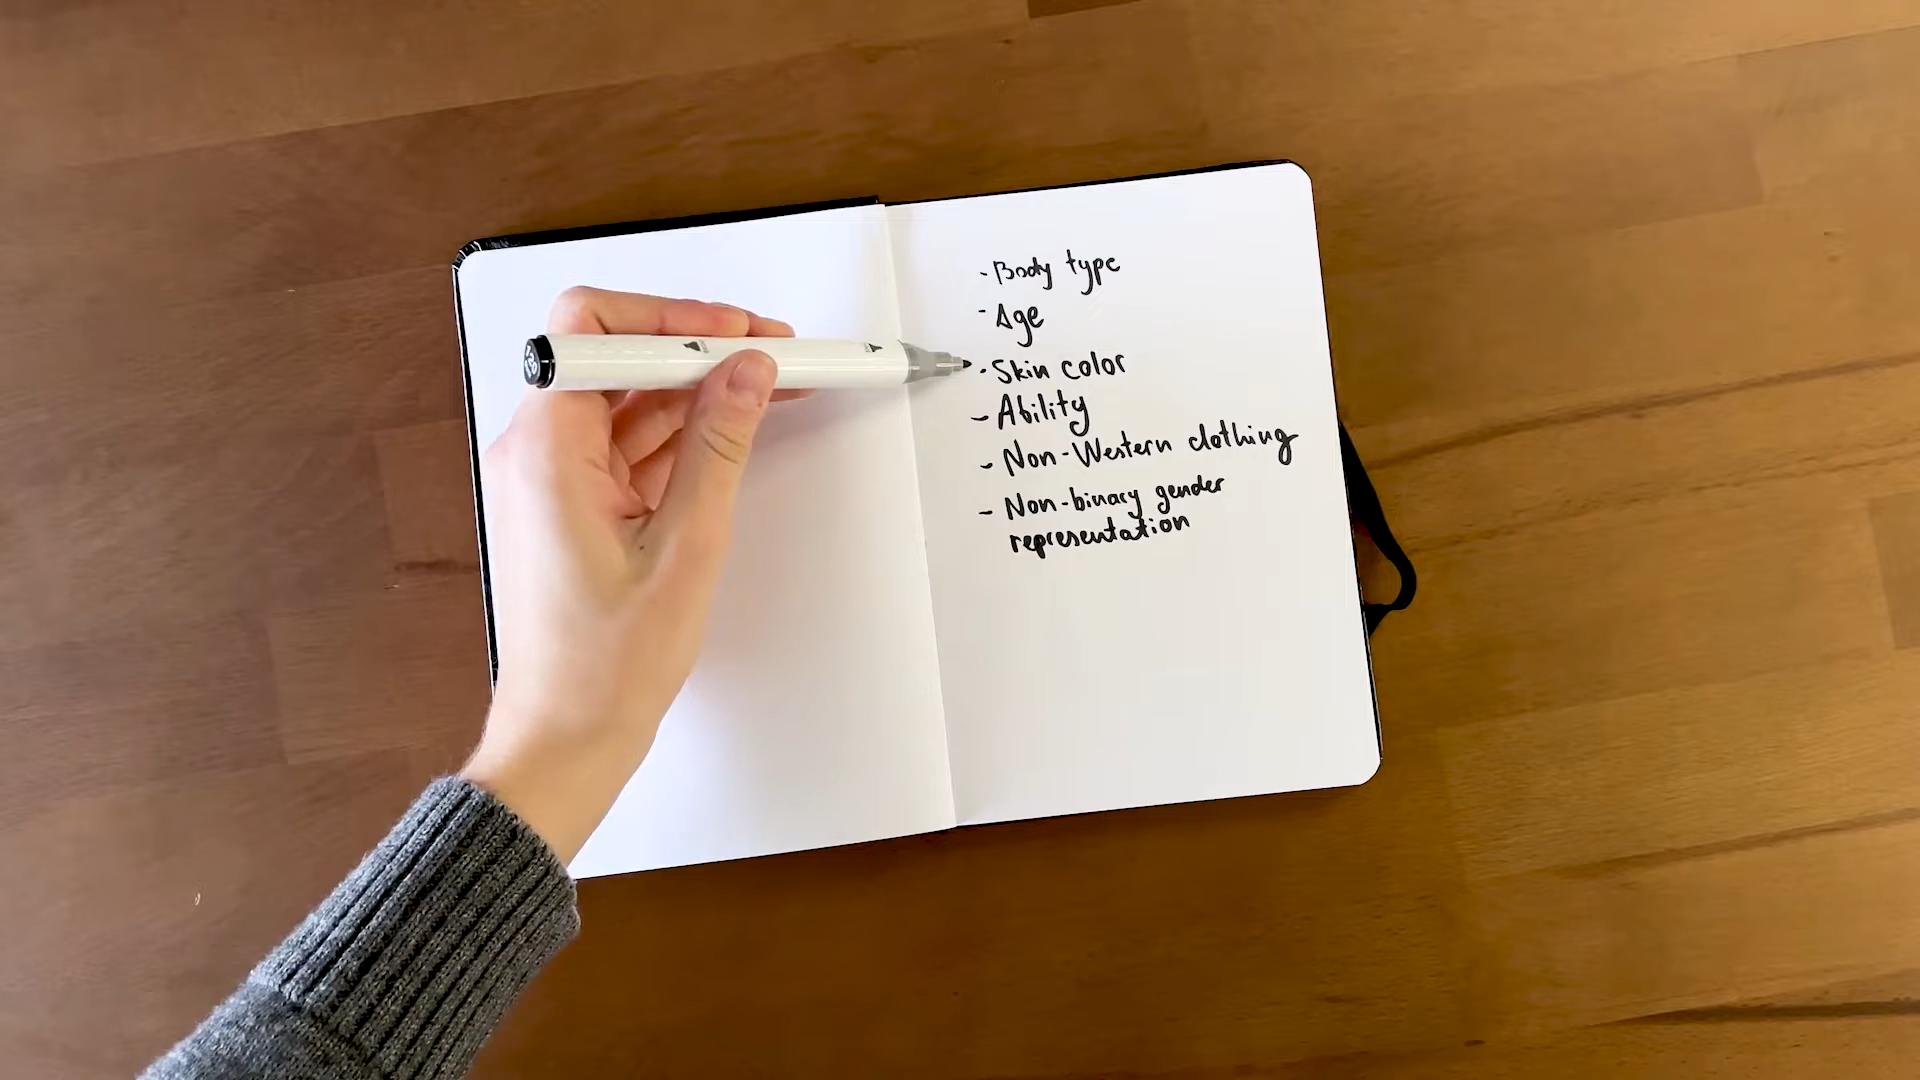 - Body type
- Age
- Skin color
- Ability
- Non-Western clothing
- Non-binary gender
representation